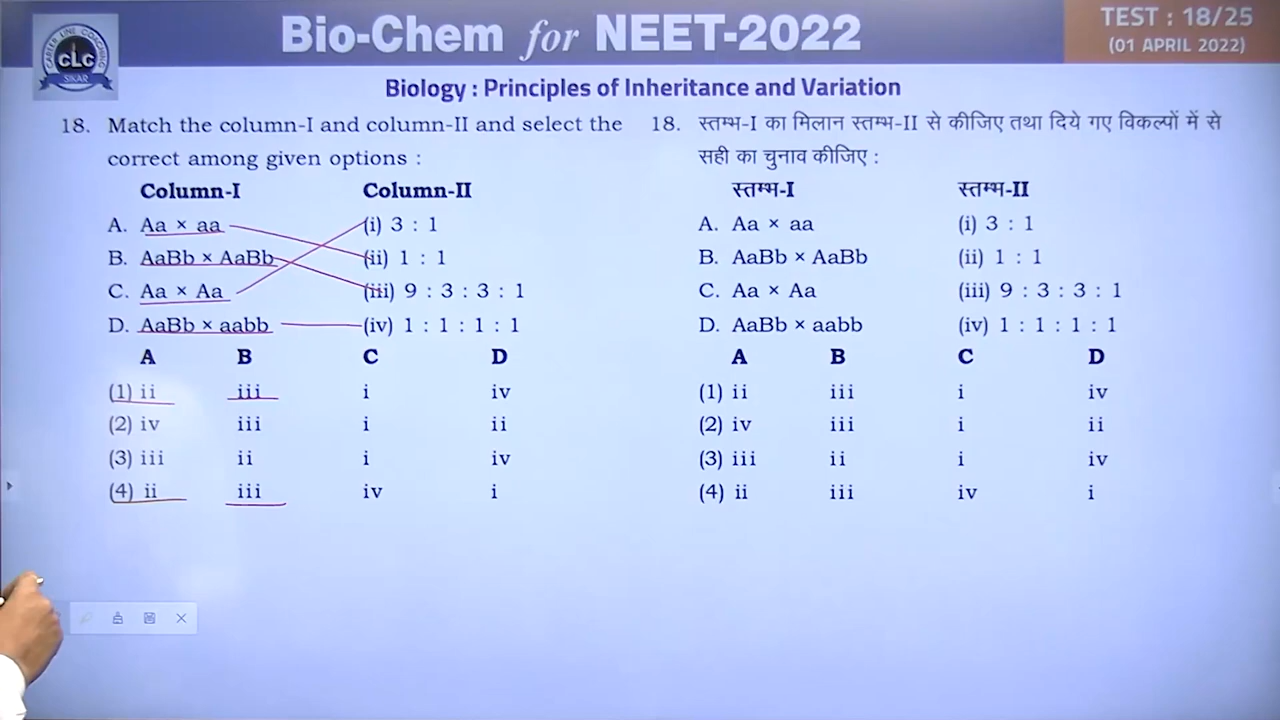 CAREER LINE COACHING
CLC
SIKAR
Bio-Chem for NEET-2022
TEST : 18/25
(01 APRIL 2022)
Biology : Principles of Inheritance and Variation
18. Match the column-I and column-II and select the
correct among given options :
Column-I Column-II
A. Aa × aa (i) 3 : 1
B. AaBb × AaBb (ii) 1 : 1
C. Aa × Aa (iii) 9 : 3 : 3 : 1
D. AaBb × aabb (iv) 1 : 1 : 1 : 1
A B C D
(1) ii iii i iv
(2) iv iii i ii
(3) iii ii i iv
(4) ii iii iv i
18. स्तम्भ-I का मिलान स्तम्भ-II से कीजिए तथा दिये गए विकल्पों में से
सही का चुनाव कीजिए :
स्तम्भ-I स्तम्भ-II
A. Aa × aa (i) 3 : 1
B. AaBb × AaBb (ii) 1 : 1
C. Aa × Aa (iii) 9 : 3 : 3 : 1
D. AaBb × aabb (iv) 1 : 1 : 1 : 1
A B C D
(1) ii iii i iv
(2) iv iii i ii
(3) iii ii i iv
(4) ii iii iv i